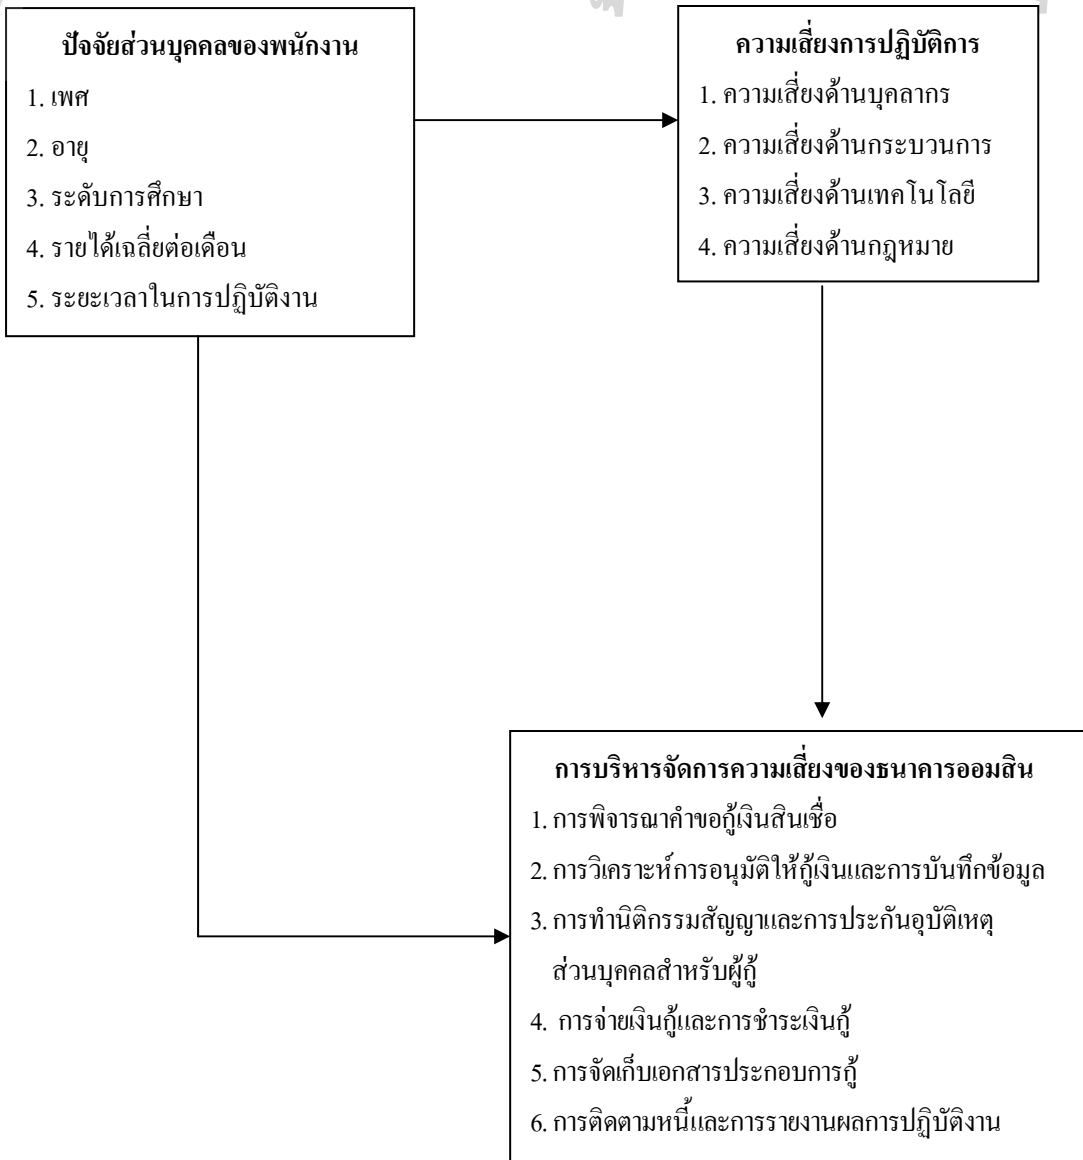 ปัจจัยส่วนบุคคลของพนักงาน
1. เพศ
2. อายุ
3. ระดับการศึกษา
4. รายได้เฉลี่ยต่อเดือน
5. ระยะเวลาในการปฏิบัติงาน
ความเสี่ยงการปฏิบัติการ
1. ความเสี่ยงด้านบุคลากร
2. ความเสี่ยงด้านกระบวนการ
3. ความเสี่ยงด้านเทคโนโลยี
4. ความเสี่ยงด้านกฎหมาย
การบริหารจัดการความเสี่ยงของธนาคารออมสิน
1. การพิจารณาคำขอกู้เงินสินเชื่อ
2. การวิเคราะห์การอนุมัติให้กู้เงินและการบันทึกข้อมูล
3. การทำนิติกรรมสัญญาและการประกันอุบัติเหตุ
ส่วนบุคคลสำหรับผู้กู้
4. การจ่ายเงินกู้และการชำระเงินกู้
5. การจัดเก็บเอกสารประกอบการกู้
6. การติดตามหนี้และการรายงานผลการปฏิบัติงาน